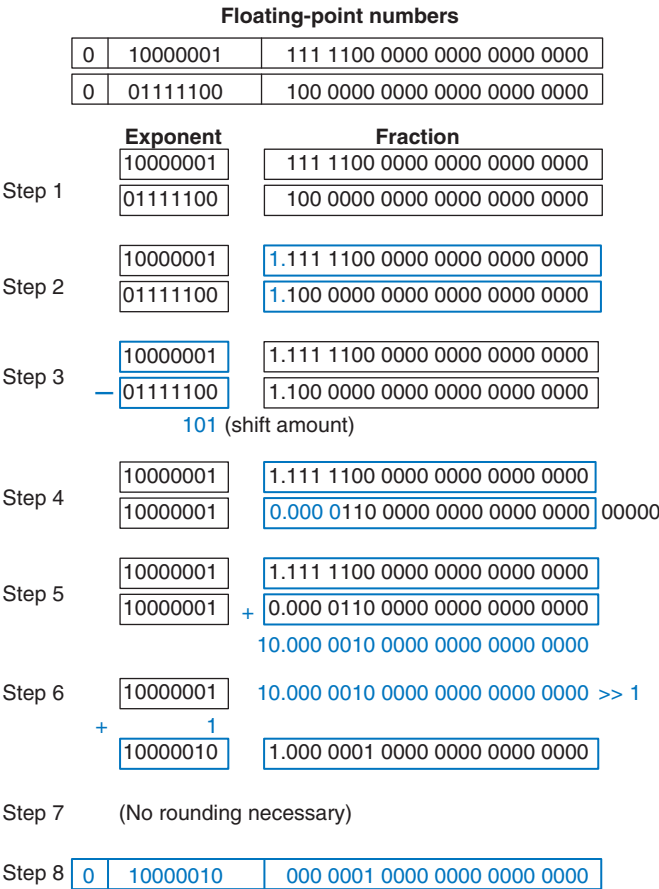 Floating-point numbers
0 10000001 111 1100 0000 0000 0000 0000
0 01111100 100 0000 0000 0000 0000 0000
Exponent Fraction
10000001 111 1100 0000 0000 0000 0000
Step 1
01111100 100 0000 0000 0000 0000 0000
10000001 1.111 1100 0000 0000 0000 0000
Step 2
01111100 1.100 0000 0000 0000 0000 0000
10000001 1.111 1100 0000 0000 0000 0000
Step 3
– 01111100 1.100 0000 0000 0000 0000 0000
101 (shift amount)
10000001 1.111 1100 0000 0000 0000 0000
Step 4
10000001 0.000 0110 0000 0000 0000 0000 00000
10000001 1.111 1100 0000 0000 0000 0000
Step 5
10000001 + 0.000 0110 0000 0000 0000 0000
10.000 0010 0000 0000 0000 0000
Step 6 10000001 10.000 0010 0000 0000 0000 0000 >> 1
+ 1
10000010 1.000 0001 0000 0000 0000 0000
Step 7 (No rounding necessary)
Step 8 0 10000010 000 0001 0000 0000 0000 0000